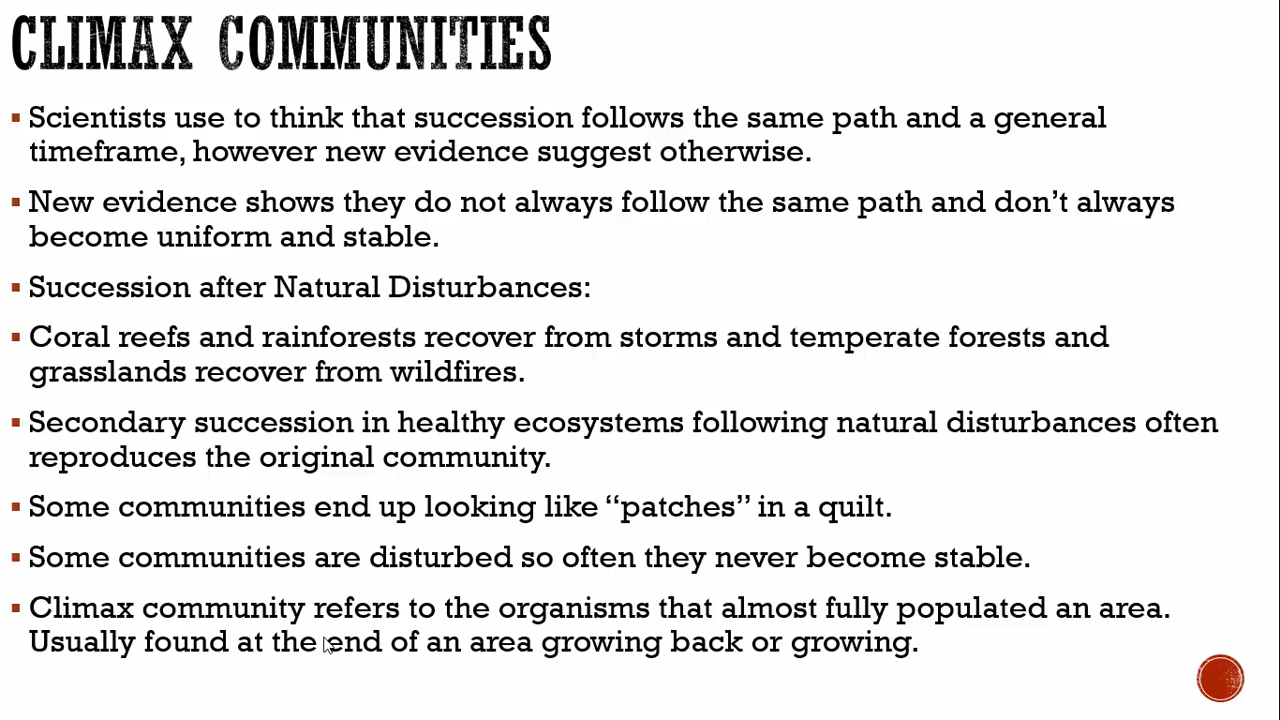 CLIMAX COMMUNITIES
Scientists use to think that succession follows the same path and a general
timeframe, however new evidence suggest otherwise.
New evidence shows they do not always follow the same path and don’t always
become uniform and stable.
Succession after Natural Disturbances:
Coral reefs and rainforests recover from storms and temperate forests and
grasslands recover from wildfires.
Secondary succession in healthy ecosystems following natural disturbances often
reproduces the original community.
Some communities end up looking like “patches” in a quilt.
Some communities are disturbed so often they never become stable.
Climax community refers to the organisms that almost fully populated an area.
Usually found at the end of an area growing back or growing.